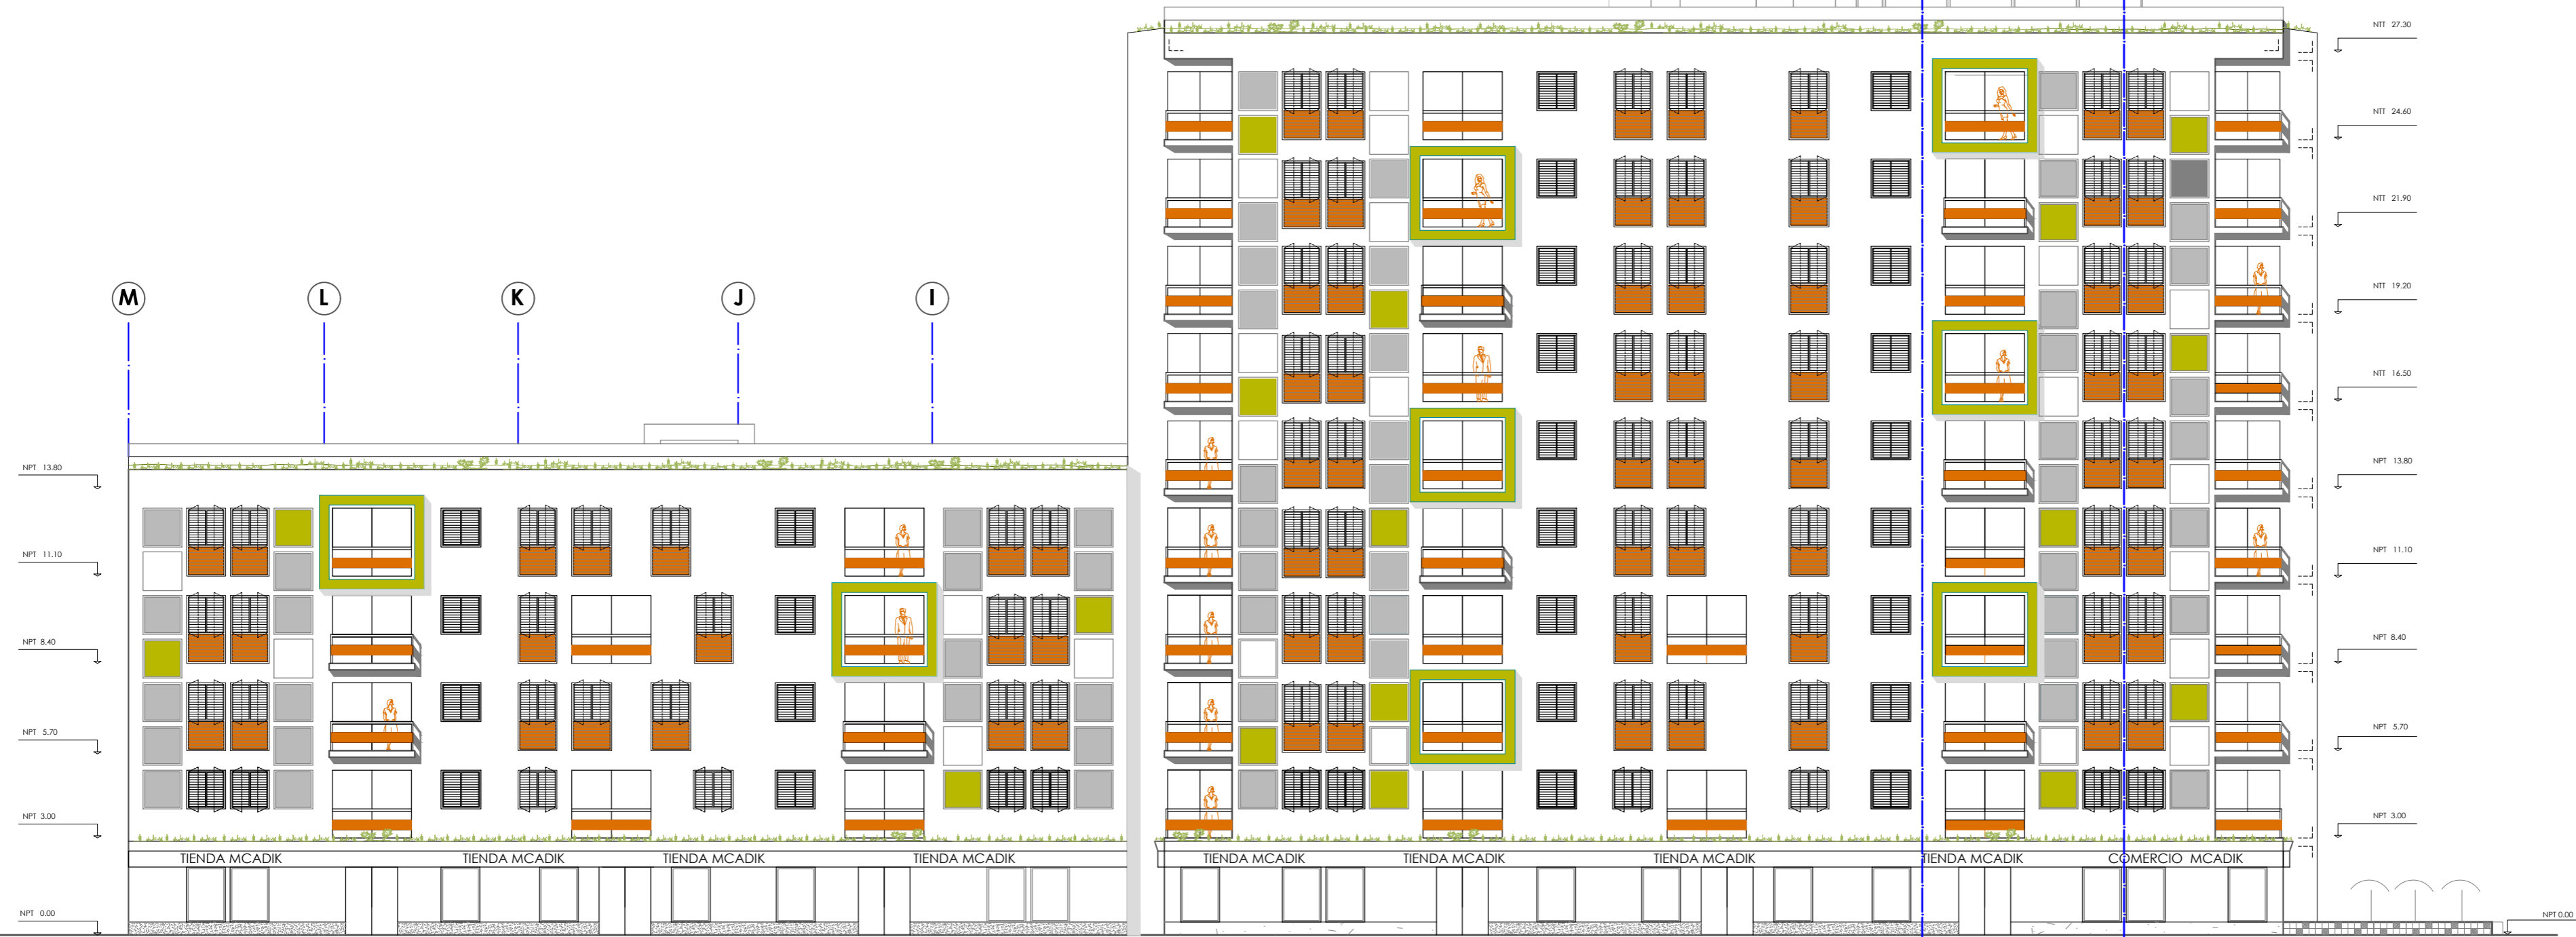 NTT 27.30
NTT 24.60
NTT 21.90
NTT 19.20
NTT 16.50
M L K J I
NPT 13.80
NPT 13.80
NPT 11.10
NPT 11.10
NPT 8.40
NPT 8.40
NPT 5.70
NPT 5.70
NPT 3.00
NPT 3.00
TIENDA MCADIK TIENDA MCADIK TIENDA MCADIK TIENDA MCADIK TIENDA MCADIK TIENDA MCADIK TIENDA MCADIK TIENDA MCADIK COMERCIO MCADIK
NPT 0.00
NPT 0.00